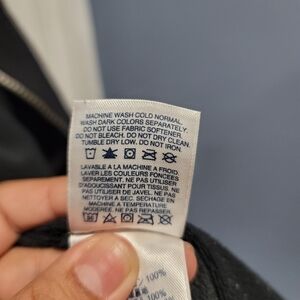 MACHINE WASH COLD NORMAL.
WASH DARK COLORS SEPARATELY.
DO NOT USE FABRIC SOFTENER.
DO NOT BLEACH. DO NOT DRY CLEAN.
TUMBLE DRY LOW. DO NOT IRON.
LAVABLE A LA MACHINE A FROID.
LAVER LES COULEURS FONCÉES
SEPAREMENT. NE PAS UTILISER
D'ADOUCISSANT POUR TISSUS. NE
PAS UTILISER DE JAVEL. NE PAS
NETTOYER A SEC. SECHAGE EN
MACHINE A TEMPERATURE
MODEREE. NE PAS REPASSER.
100%
100%